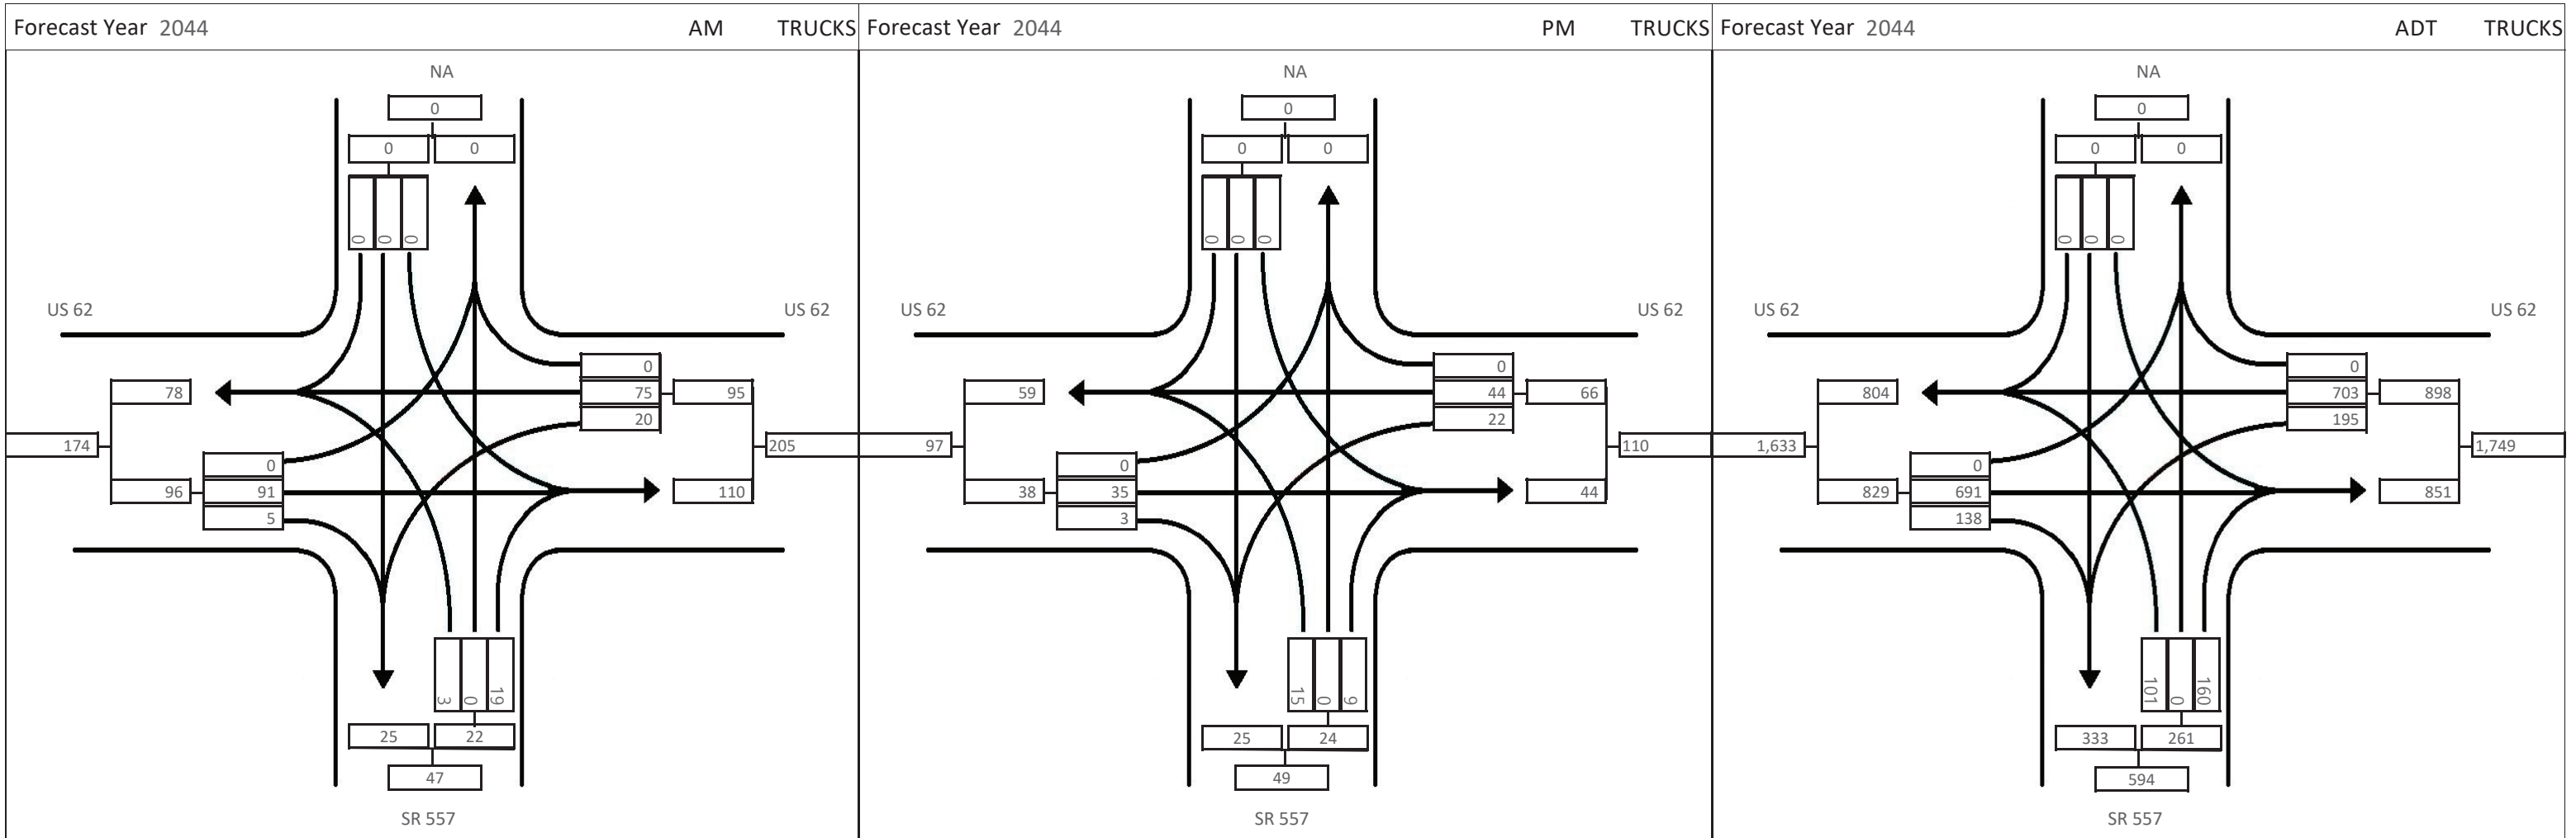 Forecast Year 2044 AM TRUCKS
NA
0
0 0
0 0 0
US 62 US 62
0
78 75 95
20
174 205
0
96 91 110
5
3 0 19
25 22
47
SR 557
Forecast Year 2044 PM TRUCKS
NA
0
0 0
0 0 0
US 62 US 62
0
59 44 66
22
97 110
0
38 35 44
3
15 0 9
25 24
49
SR 557
Forecast Year 2044 ADT TRUCKS
NA
0
0 0
0 0 0
US 62 US 62
0
804 703 898
195
1,633 1,749
0
829 691 851
138
101 0 160
333 261
594
SR 557